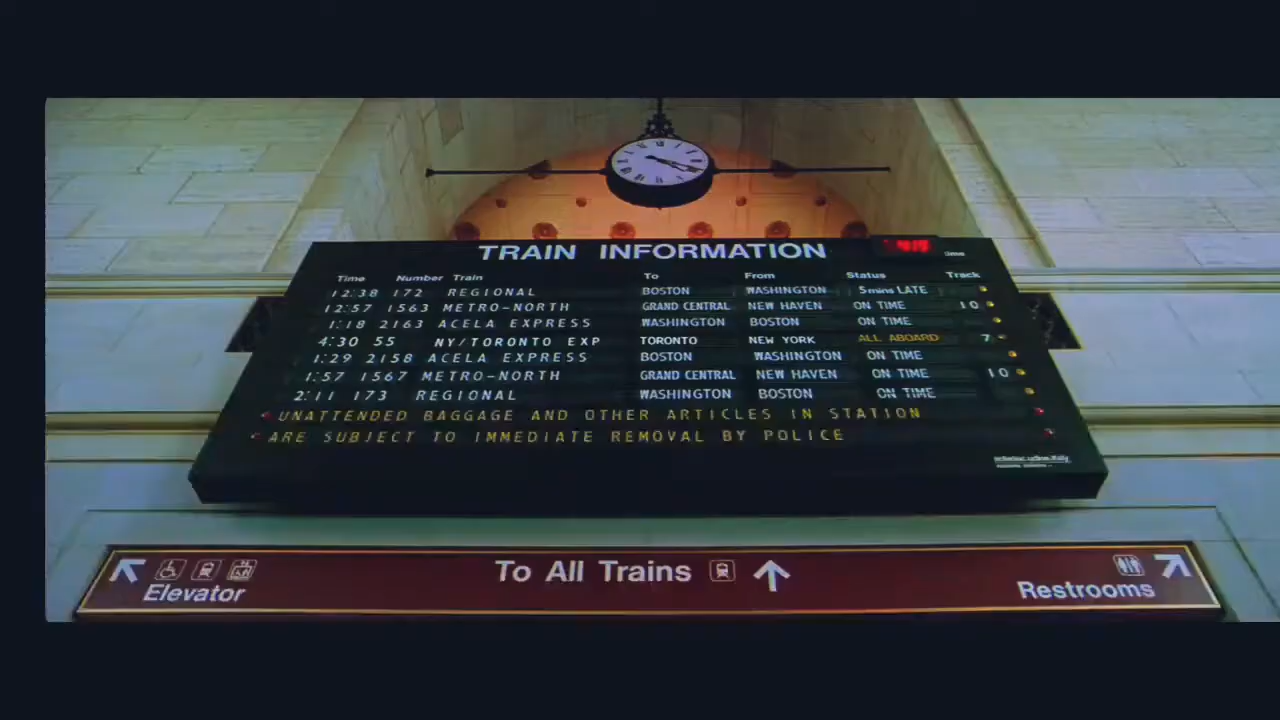 TRAIN INFORMATION
time
Time Number Train To From Status Track
12:38 172 REGIONAL BOSTON WASHINGTON 5mins LATE
12:57 1563 METRO-NORTH GRAND CENTRAL NEW HAVEN ON TIME 10
1:18 2163 ACELA EXPRESS WASHINGTON BOSTON ON TIME
4:30 55 NY/TORONTO EXP TORONTO NEW YORK ALL ABOARD 7
1:29 2158 ACELA EXPRESS BOSTON WASHINGTON ON TIME
1:57 1567 METRO-NORTH GRAND CENTRAL NEW HAVEN ON TIME 10
2:11 173 REGIONAL WASHINGTON BOSTON ON TIME
UNATTENDED BAGGAGE AND OTHER ARTICLES IN STATION
ARE SUBJECT TO IMMEDIATE REMOVAL BY POLICE
Elevator
To All Trains
Restrooms